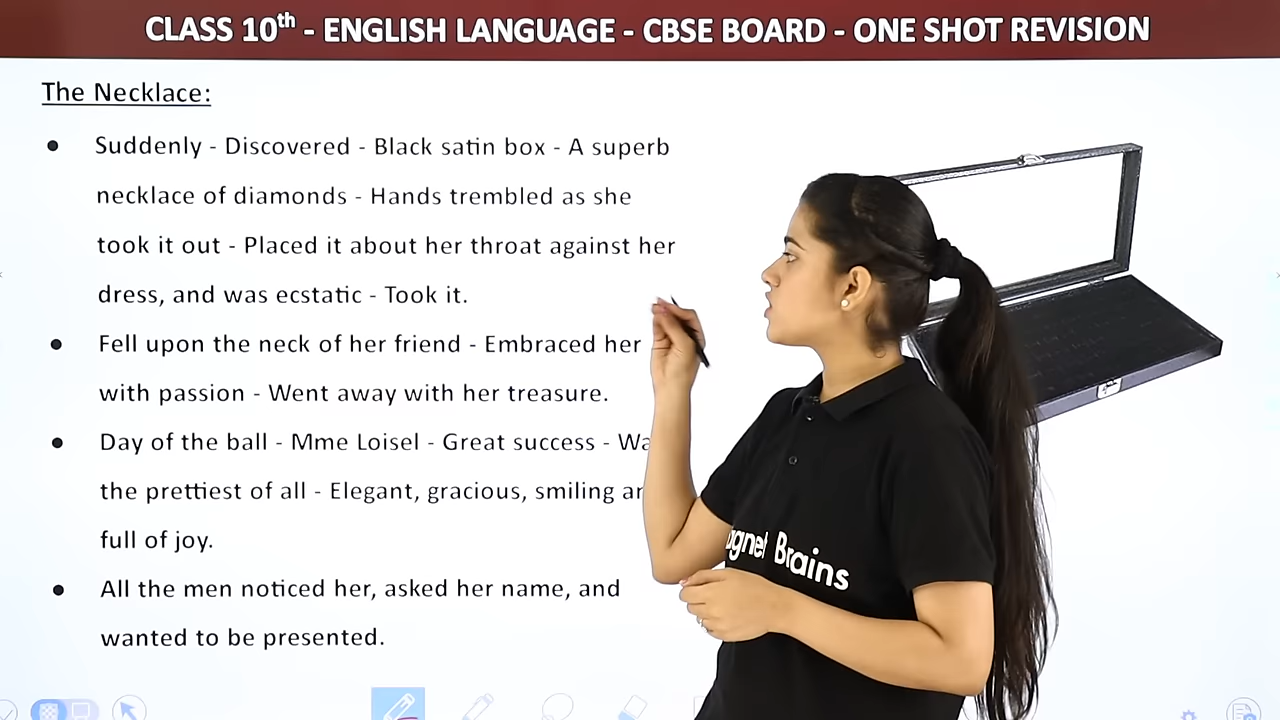 CLASS 10th - ENGLISH LANGUAGE - CBSE BOARD - ONE SHOT REVISION
The Necklace:
● Suddenly - Discovered - Black satin box - A superb
necklace of diamonds - Hands trembled as she
took it out - Placed it about her throat against her
dress, and was ecstatic - Took it.
● Fell upon the neck of her friend - Embraced her
with passion - Went away with her treasure.
● Day of the ball - Mme Loisel - Great success -
the prettiest of all - Elegant, gracious, smiling
full of joy.
● All the men noticed her, asked her name, and
wanted to be presented.
Brains